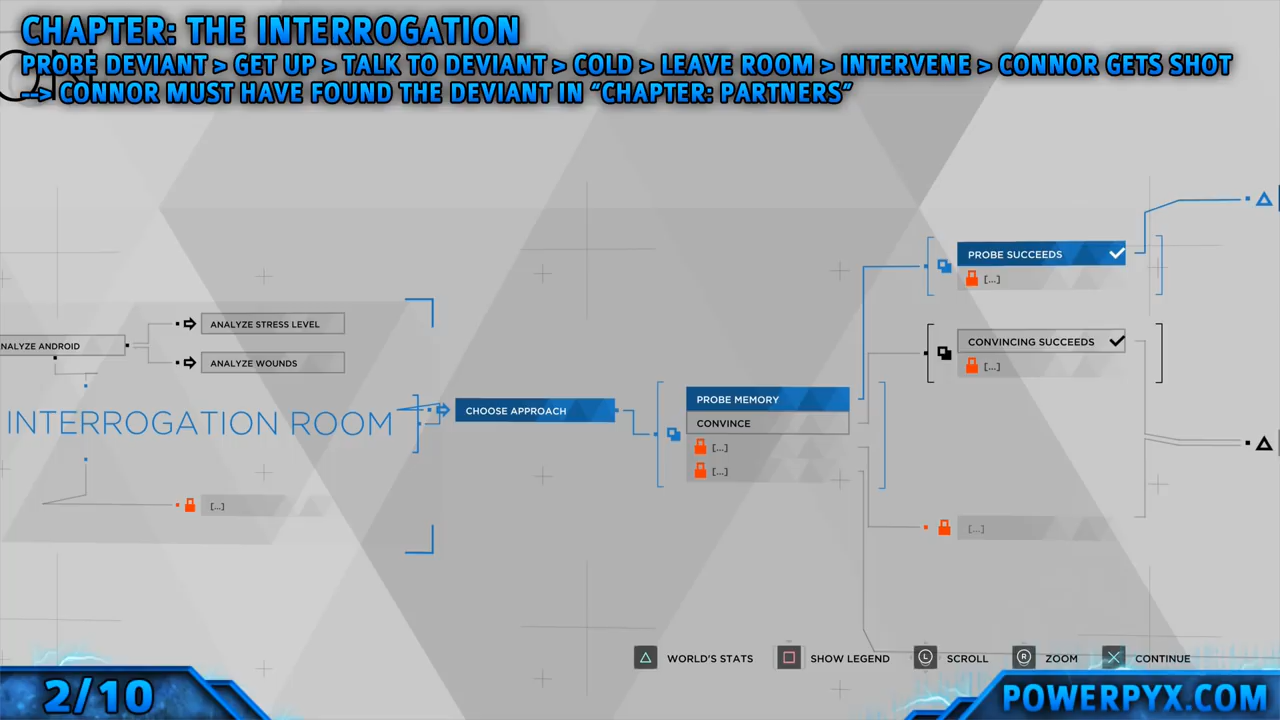 CHAPTER: THE INTERROGATION
PROBE DEVIANT > GET UP > TALK TO DEVIANT > COLD > LEAVE ROOM > INTERVENE > CONNOR GETS SHOT
--> CONNOR MUST HAVE FOUND THE DEVIANT IN "CHAPTER: PARTNERS"
PROBE SUCCEEDS
[...]
ANALYZE STRESS LEVEL
NALYZE ANDROID
ANALYZE WOUNDS
CONVINCING SUCCEEDS
[...]
INTERROGATION ROOM
CHOOSE APPROACH
PROBE MEMORY
CONVINCE
[...]
[...]
[...]
[...]
WORLD'S STATS
SHOW LEGEND
L SCROLL
R ZOOM
CONTINUE
2/10
POWERPYX.COM